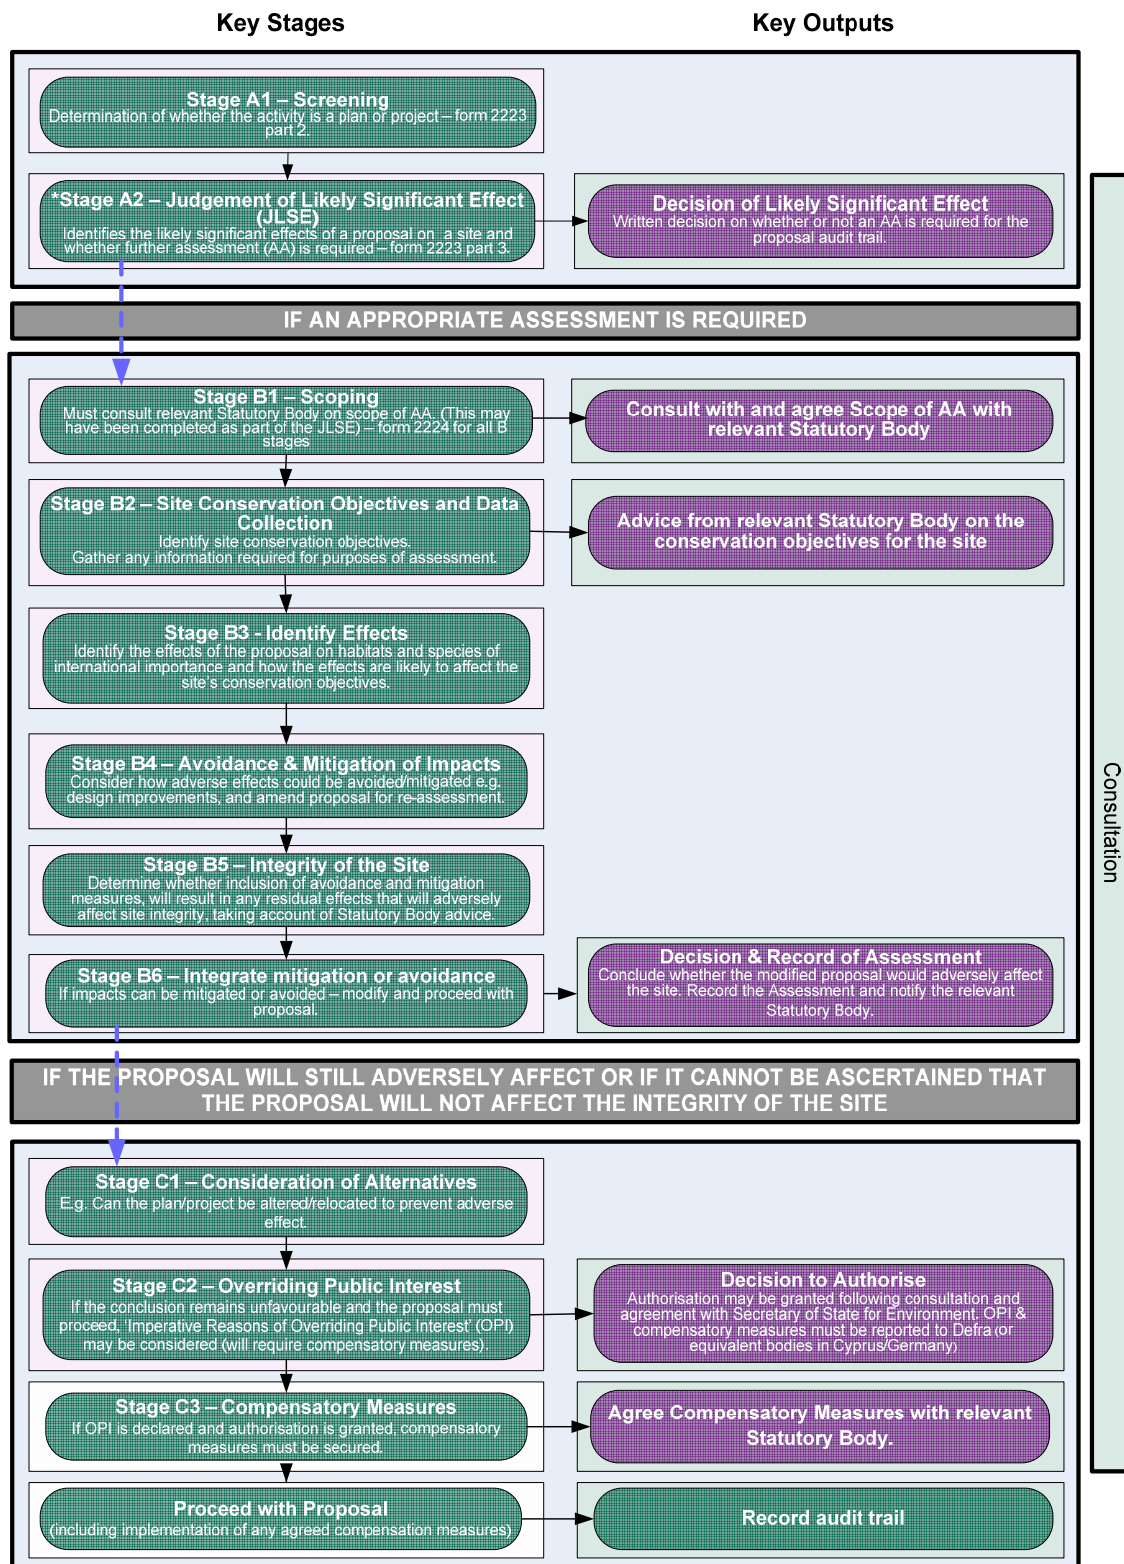 Key Stages
Key Outputs
Stage A1 – Screening
Determination of whether the activity is a plan or project – form 2223
part 2.
*Stage A2 – Judgement of Likely Significant Effect
(JLSE)
Identifies the likely significant effects of a proposal on a site and
whether further assessment (AA) is required – form 2223 part 3.
Decision of Likely Significant Effect
Written decision on whether or not an AA is required for the
proposal audit trail.
IF AN APPROPRIATE ASSESSMENT IS REQUIRED
Stage B1 – Scoping
Must consult relevant Statutory Body on scope of AA. (This may
have been completed as part of the JLSE) – form 2224 for all B
stages
Consult with and agree Scope of AA with
relevant Statutory Body
Stage B2 – Site Conservation Objectives and Data
Collection
Identify site conservation objectives.
Gather any information required for purposes of assessment.
Advice from relevant Statutory Body on the
conservation objectives for the site
Stage B3 - Identify Effects
Identify the effects of the proposal on habitats and species of
international importance and how the effects are likely to affect the
site's conservation objectives.
Stage B4 – Avoidance & Mitigation of Impacts
Consider how adverse effects could be avoided/mitigated e.g.
design improvements, and amend proposal for re-assessment.
Stage B5 – Integrity of the Site
Determine whether inclusion of avoidance and mitigation
measures, will result in any residual effects that will adversely
affect site integrity, taking account of Statutory Body advice.
Stage B6 – Integrate mitigation or avoidance
If impacts can be mitigated or avoided – modify and proceed with
proposal.
Decision & Record of Assessment
Conclude whether the modified proposal would adversely affect
the site. Record the Assessment and notify the relevant
Statutory Body.
Consultation
IF THE PROPOSAL WILL STILL ADVERSELY AFFECT OR IF IT CANNOT BE ASCERTAINED THAT
THE PROPOSAL WILL NOT AFFECT THE INTEGRITY OF THE SITE
Stage C1 – Consideration of Alternatives
E.g. Can the plan/project be altered/relocated to prevent adverse
effect.
Stage C2 – Overriding Public Interest
If the conclusion remains unfavourable and the proposal must
proceed, 'Imperative Reasons of Overriding Public Interest' (OPI)
may be considered (will require compensatory measures).
Decision to Authorise
Authorisation may be granted following consultation and
agreement with Secretary of State for Environment. OPI &
compensatory measures must be reported to Defra (or
equivalent bodies in Cyprus/Germany)
Stage C3 – Compensatory Measures
If OPI is declared and authorisation is granted, compensatory
measures must be secured.
Agree Compensatory Measures with relevant
Statutory Body.
Proceed with Proposal
(including implementation of any agreed compensation measures)
Record audit trail